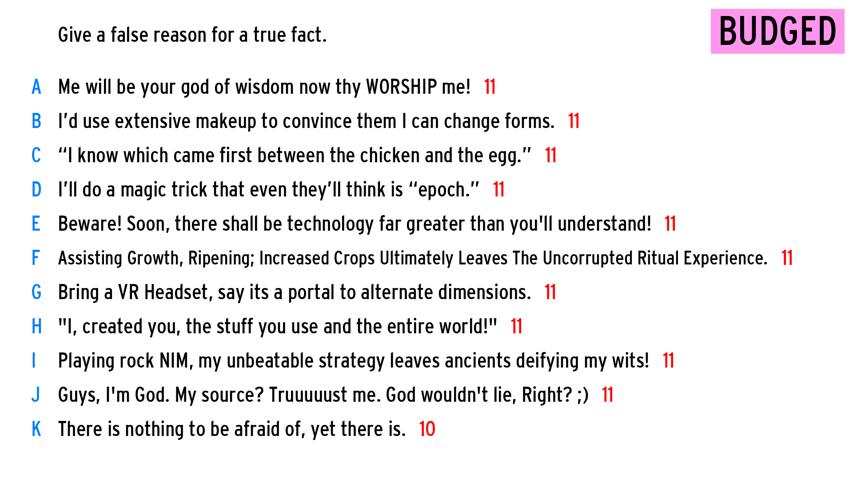 Give a false reason for a true fact.
BUDGED
A Me will be your god of wisdom now thy WORSHIP me! 11
B I'd use extensive makeup to convince them I can change forms. 11
C “I know which came first between the chicken and the egg.” 11
D I'll do a magic trick that even they'll think is “epoch.” 11
E Beware! Soon, there shall be technology far greater than you'll understand! 11
F Assisting Growth, Ripening; Increased Crops Ultimately Leaves The Uncorrupted Ritual Experience. 11
G Bring a VR Headset, say its a portal to alternate dimensions. 11
H "I, created you, the stuff you use and the entire world!" 11
I Playing rock NIM, my unbeatable strategy leaves ancients deifying my wits! 11
J Guys, I'm God. My source? Truuuuust me. God wouldn't lie, Right? ;) 11
K There is nothing to be afraid of, yet there is. 10